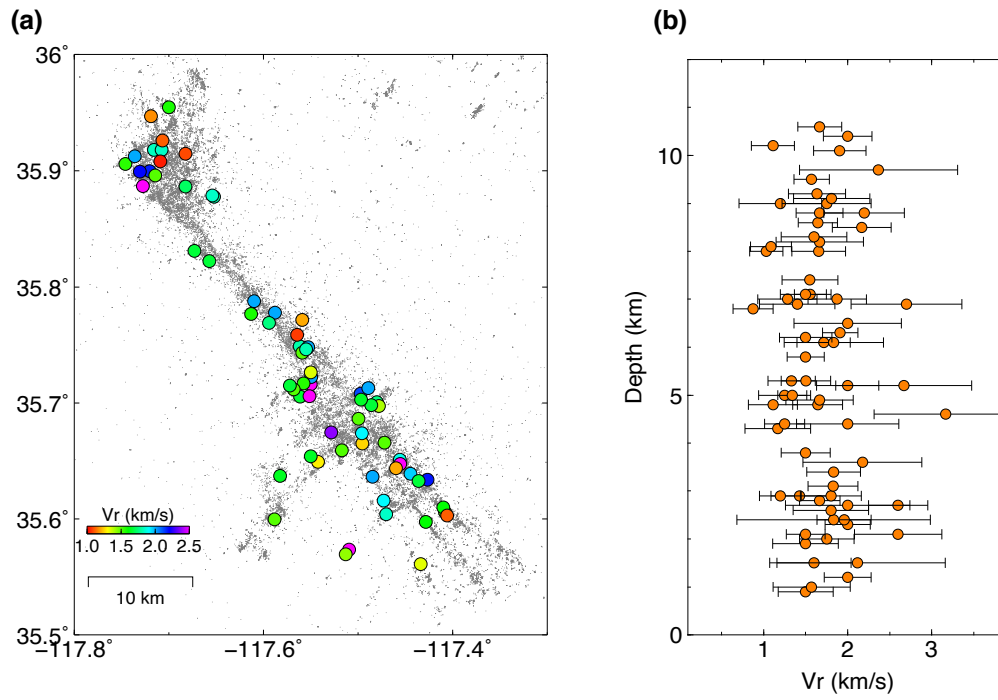 (a)
(b)
36˚
35.9˚
35.8˚
35.7˚
35.6˚
35.5˚
Vr (km/s)
1.0 1.5 2.0 2.5
10 km
−117.8˚ −117.6˚ −117.4˚
Depth (km)
10
5
0
1 2 3
Vr (km/s)